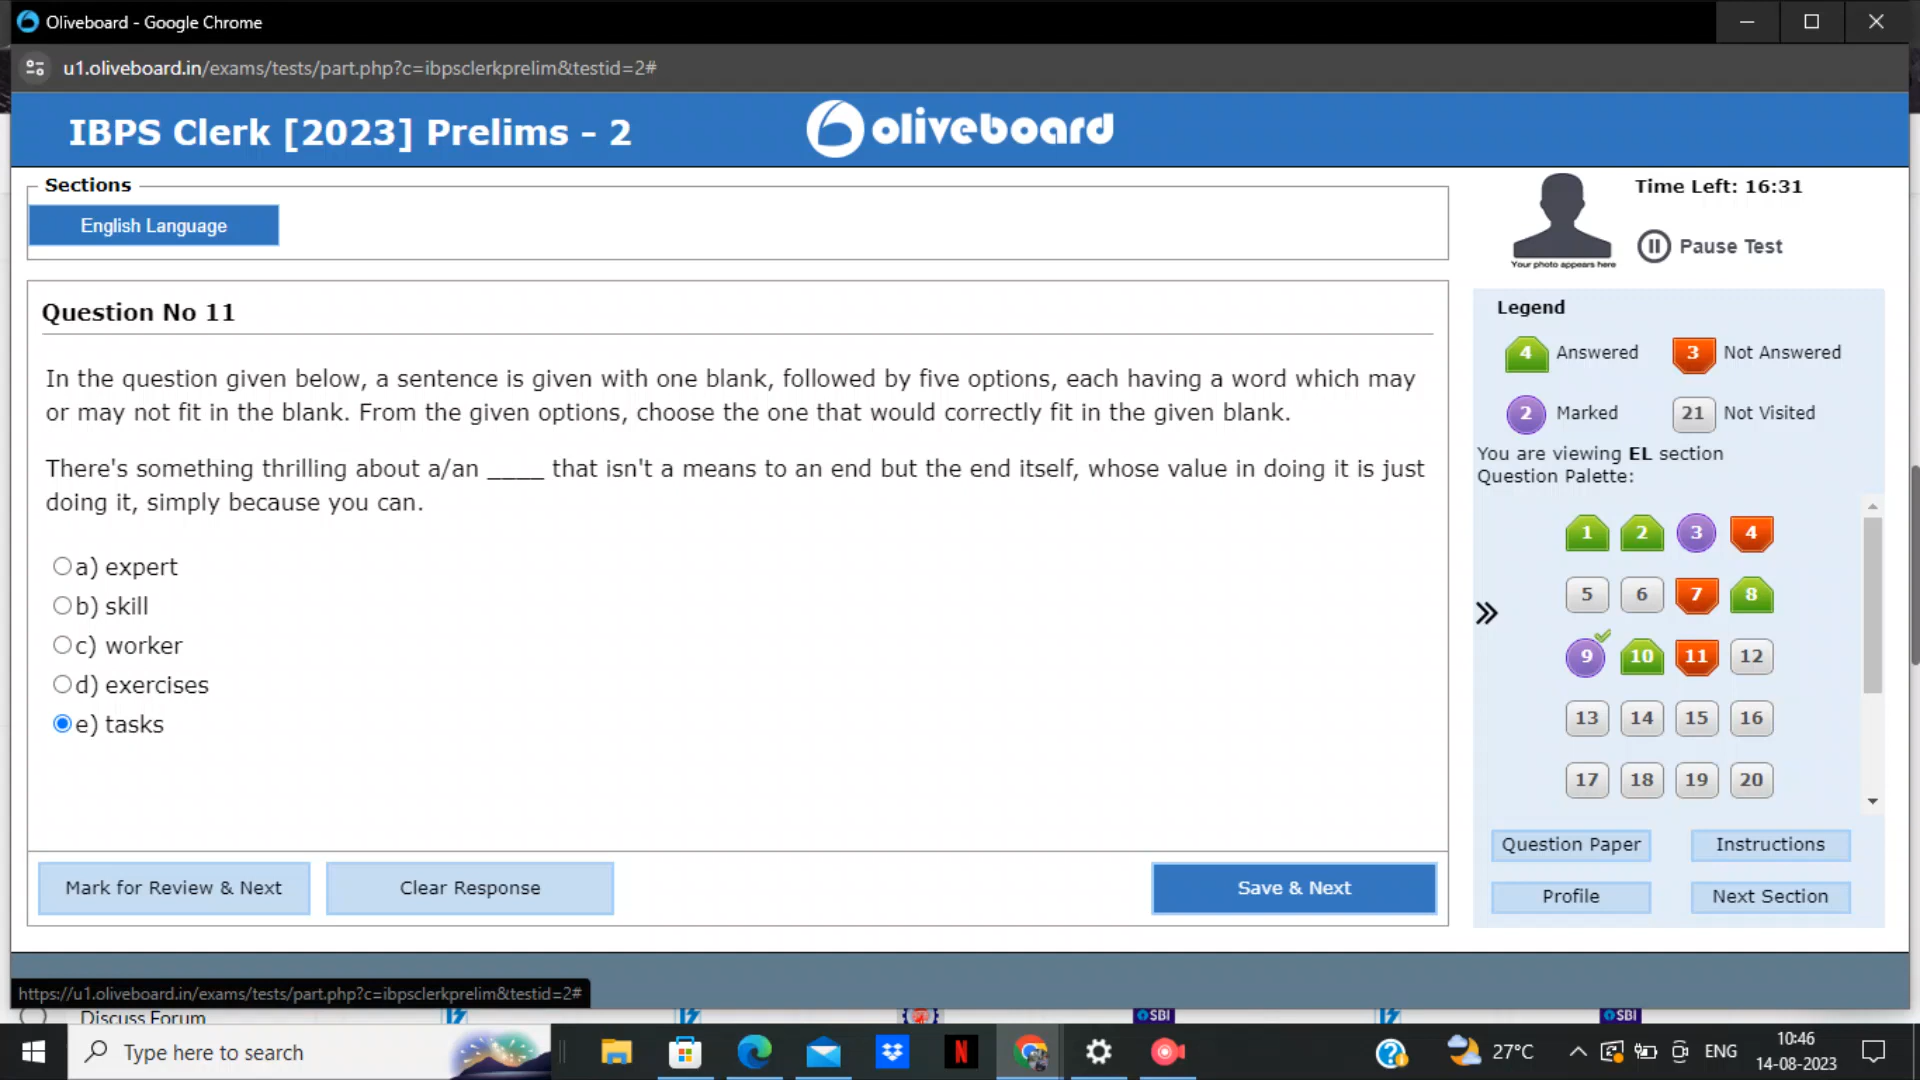 Oliveboard - Google Chrome
u1.oliveboard.in/exams/tests/part.php?c=ibpsclerkprelim&testid=2#
IBPS Clerk [2023] Prelims - 2
oliveboard
Sections
English Language
Your photo appears here
Time Left: 16:31
Pause Test
Question No 11
In the question given below, a sentence is given with one blank, followed by five options, each having a word which may
or may not fit in the blank. From the given options, choose the one that would correctly fit in the given blank.
There's something thrilling about a/an ____ that isn't a means to an end but the end itself, whose value in doing it is just
doing it, simply because you can.
a) expert
b) skill
c) worker
d) exercises
e) tasks
Mark for Review & Next
Clear Response
Save & Next
Legend
4 Answered 3 Not Answered
2 Marked 21 Not Visited
You are viewing EL section
Question Palette:
1 2 3 4
5 6 7 8
9 10 11 12
13 14 15 16
17 18 19 20
Question Paper Instructions
Profile Next Section
https://u1.oliveboard.in/exams/tests/part.php?c=ibpsclerkprelim&testid=2#
Discuss Forum
SBI
SBI
Type here to search
27°C
ENG
10:46
14-08-2023